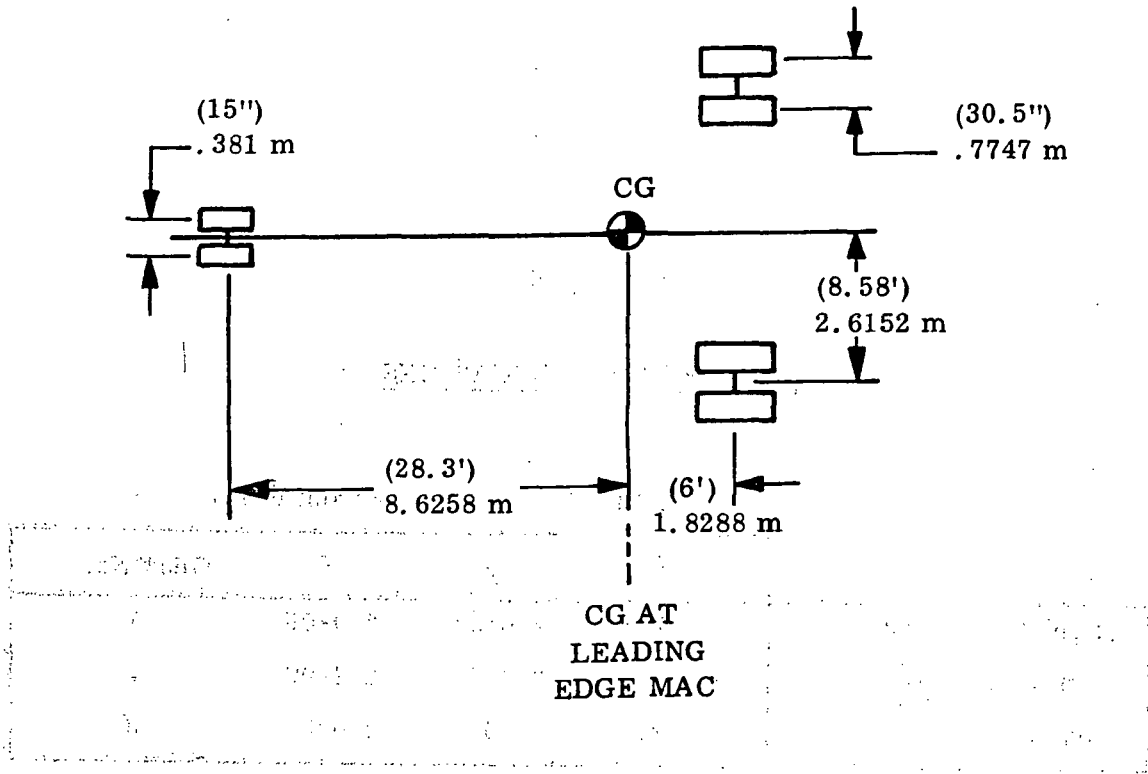 (15")
.381 m
(30.5")
.7747 m
CG
(8.58')
2.6152 m
(28.3')
8.6258 m
(6')
1.8288 m
CG AT
LEADING
EDGE MAC